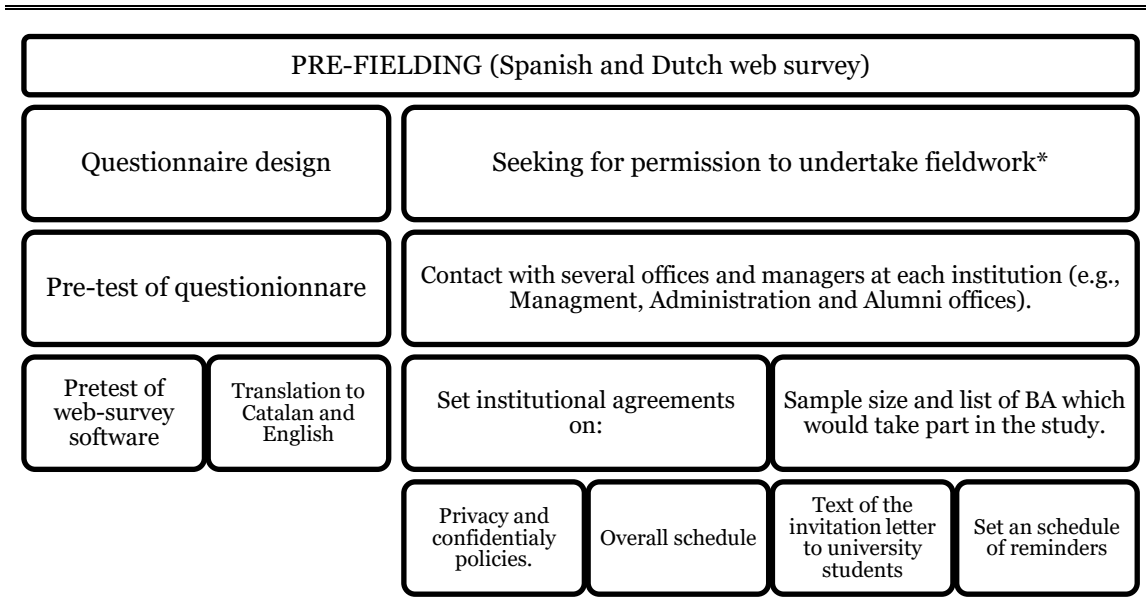 PRE-FIELDING (Spanish and Dutch web survey)
Questionnaire design
Seeking for permission to undertake fieldwork*
Pre-test of questionionnare
Contact with several offices and managers at each institution (e.g.,
Managment, Administration and Alumni offices).
Pretest of
web-survey
software
Translation to
Catalan and
English
Set institutional agreements
on:
Sample size and list of BA which
would take part in the study.
Privacy and
confidentialy
policies.
Overall schedule
Text of the
invitation letter
to university
students
Set an schedule
of reminders